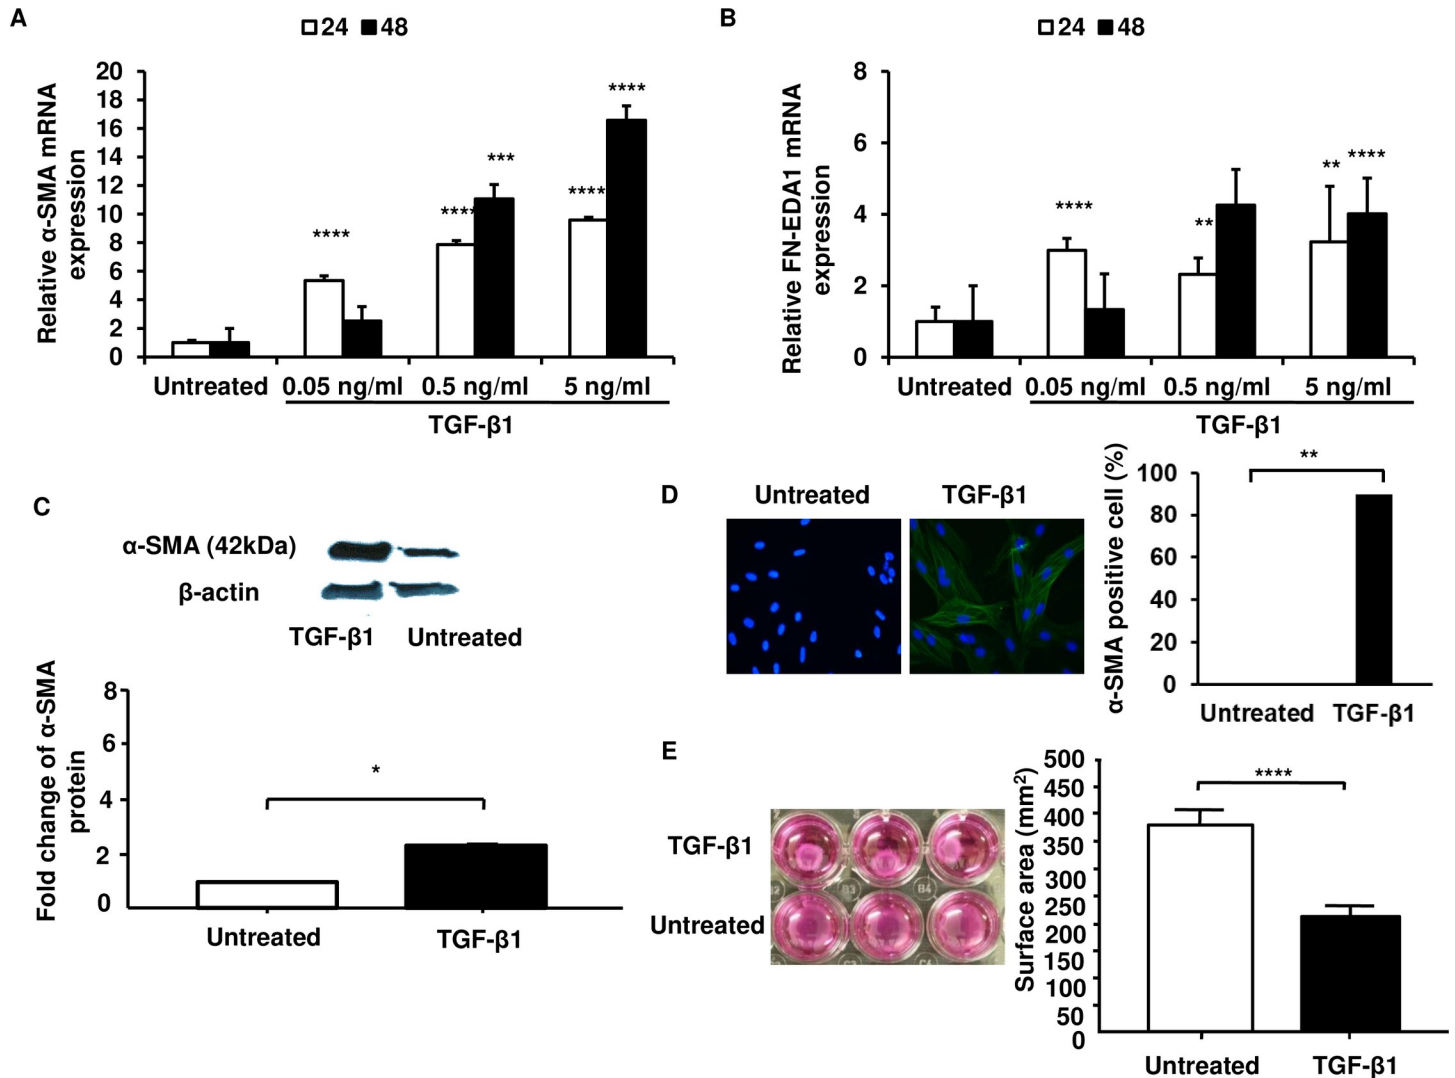 A
24 48
Relative α-SMA mRNA
expression
20
18
16
14
12
10
8
6
4
2
0
****
****
***
****
****
Untreated 0.05 ng/ml 0.5 ng/ml 5 ng/ml
TGF-β1
B
24 48
Relative FN-EDA1 mRNA
expression
8
6
4
2
0
****
**
**
****
Untreated 0.05 ng/ml 0.5 ng/ml 5 ng/ml
TGF-β1
C
α-SMA (42kDa)
β-actin
TGF-β1 Untreated
Fold change of α-SMA
protein
8
6
4
2
0
*
Untreated TGF-β1
D
Untreated TGF-β1
α-SMA positive cell (%)
100
80
60
40
20
0
**
Untreated TGF-β1
E
TGF-β1
Untreated
B3 B4
C3 C4
Surface area (mm²)
500
450
400
350
300
250
200
150
100
50
0
****
Untreated TGF-β1